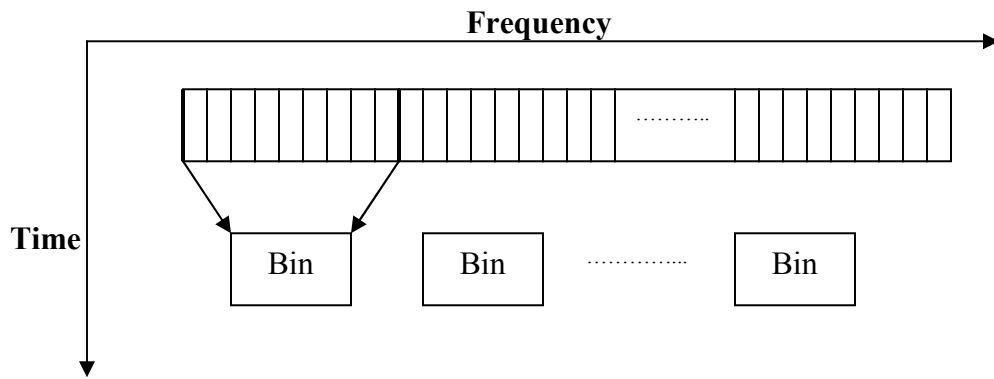 Frequency
………..
Time
Bin Bin …………... Bin